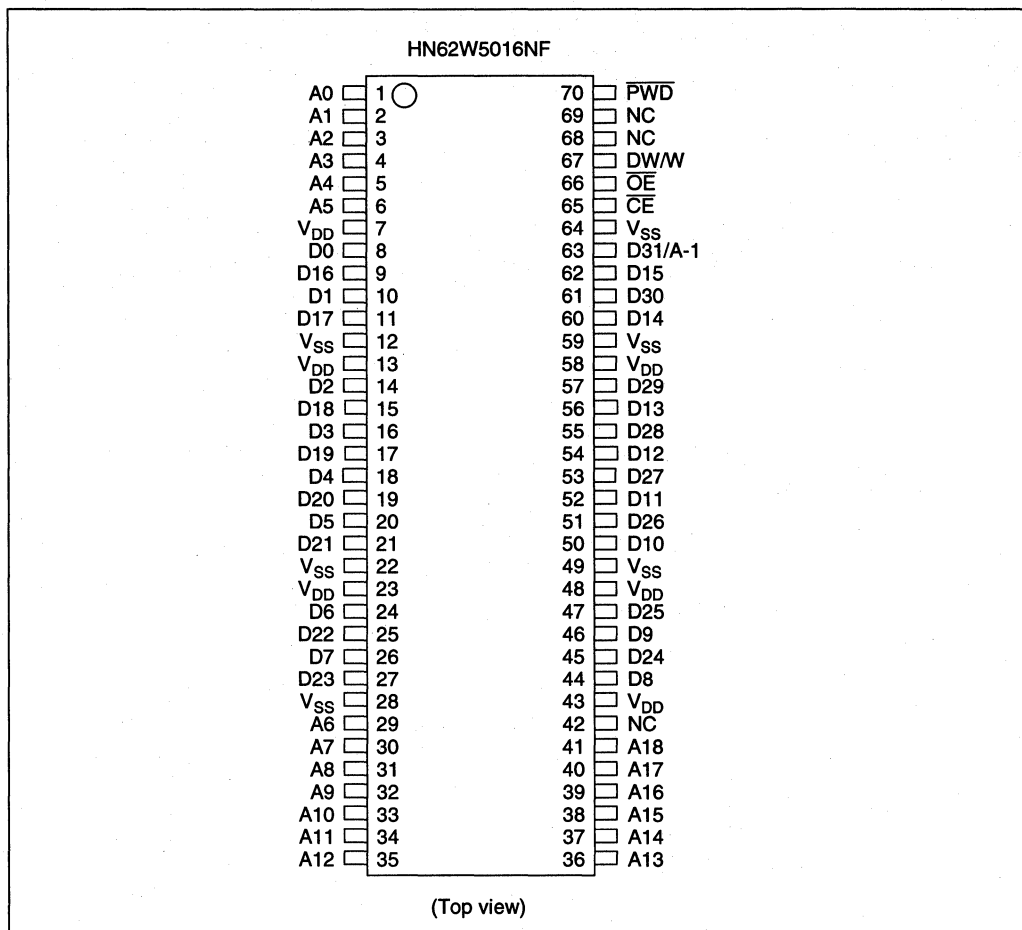 HN62W5016NF
A0 1 70 PWD
A1 2 69 NC
A2 3 68 NC
A3 4 67 DW/W
A4 5 66 OE
A5 6 65 CE
VDD 7 64 VSS
D0 8 63 D31/A-1
D16 9 62 D15
D1 10 61 D30
D17 11 60 D14
VSS 12 59 VSS
VDD 13 58 VDD
D2 14 57 D29
D18 15 56 D13
D3 16 55 D28
D19 17 54 D12
D4 18 53 D27
D20 19 52 D11
D5 20 51 D26
D21 21 50 D10
VSS 22 49 VSS
VDD 23 48 VDD
D6 24 47 D25
D22 25 46 D9
D7 26 45 D24
D23 27 44 D8
VSS 28 43 VDD
A6 29 42 NC
A7 30 41 A18
A8 31 40 A17
A9 32 39 A16
A10 33 38 A15
A11 34 37 A14
A12 35 36 A13
(Top view)